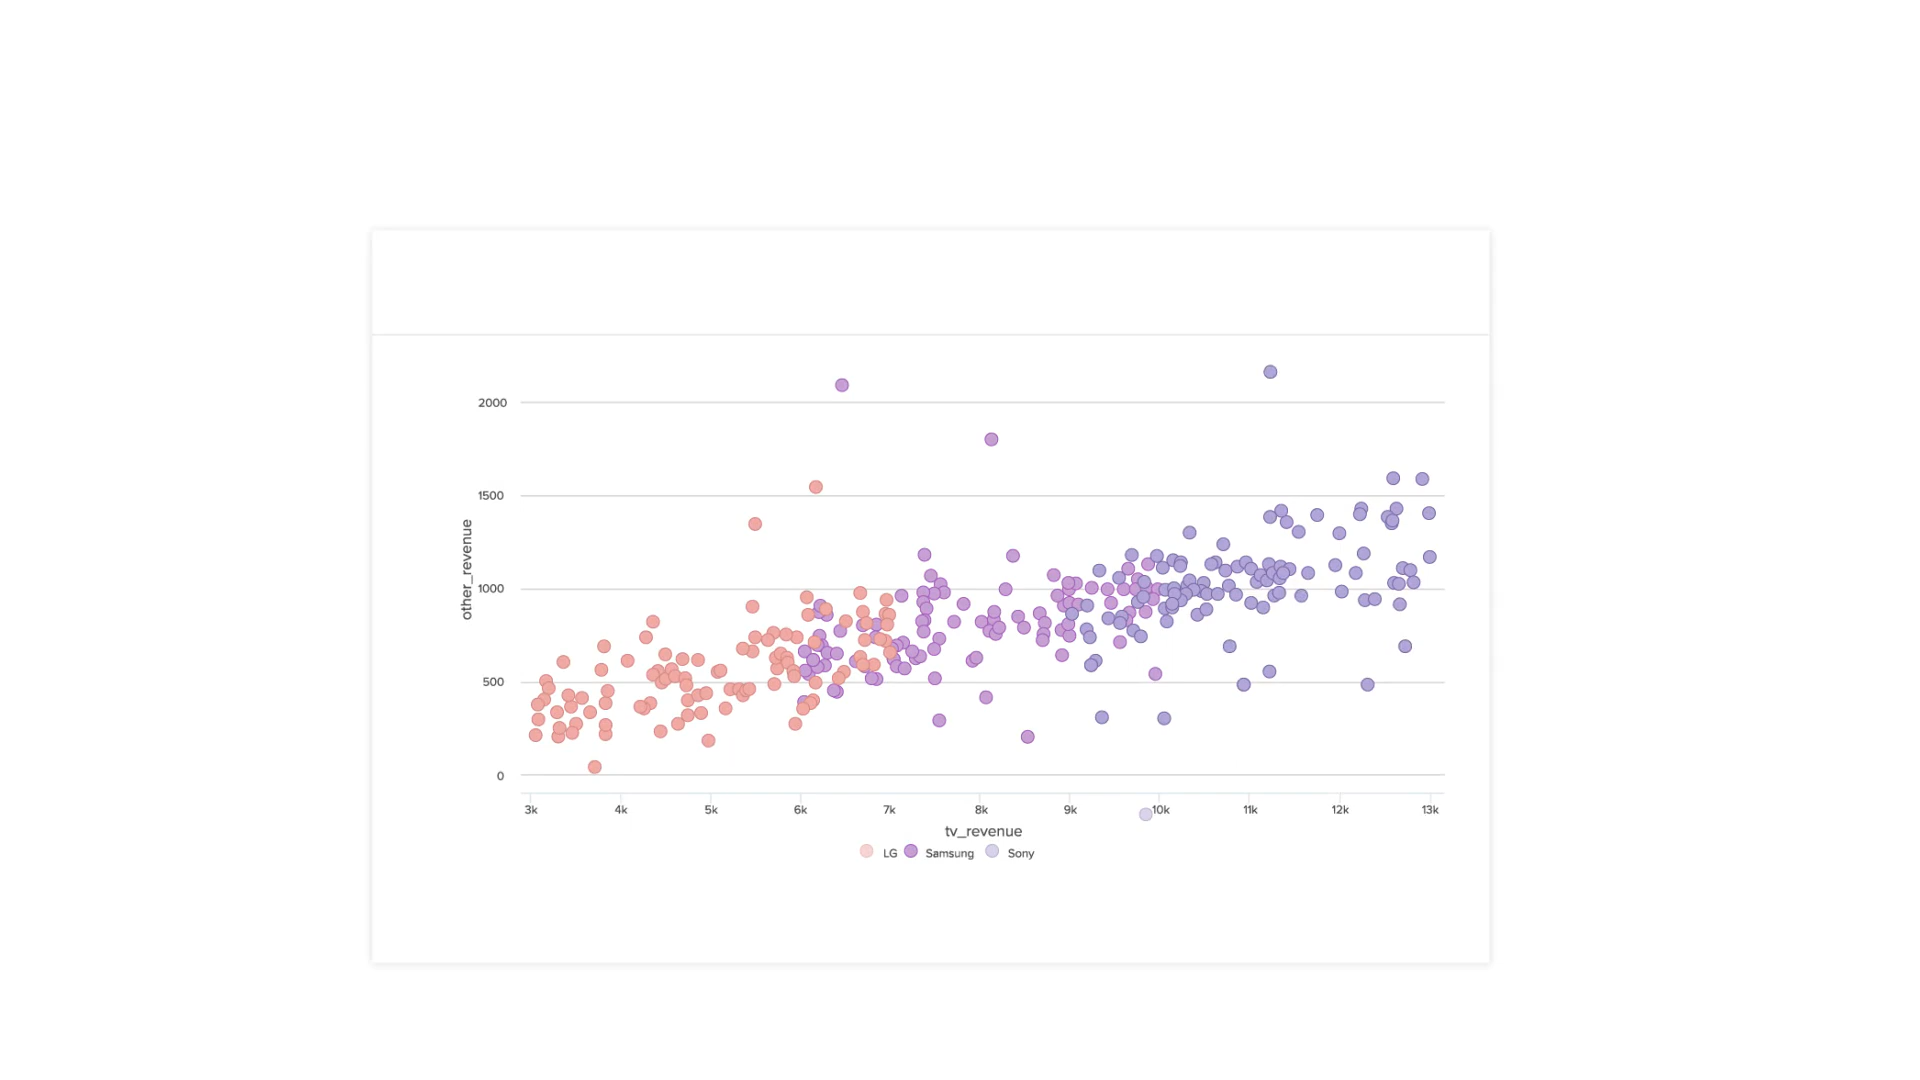 2000
1500
1000
500
0
other_revenue
3k 4k 5k 6k 7k 8k 9k 10k 11k 12k 13k
tv_revenue
LG Samsung Sony